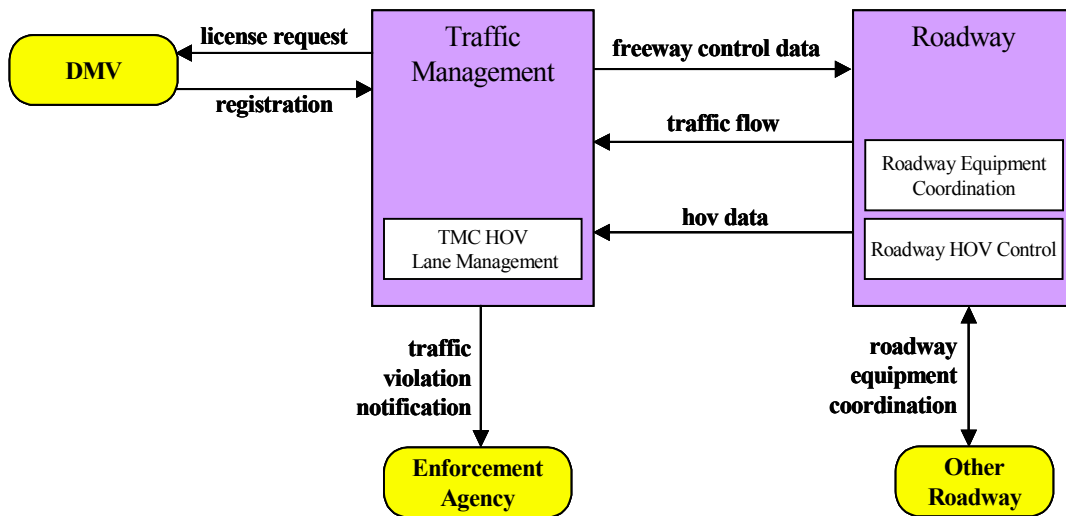 license request
DMV
registration
Traffic
Management
TMC HOV
Lane Management
freeway control data
traffic flow
hov data
Roadway
Roadway Equipment
Coordination
Roadway HOV Control
traffic
violation
notification
Enforcement
Agency
roadway
equipment
coordination
Other
Roadway